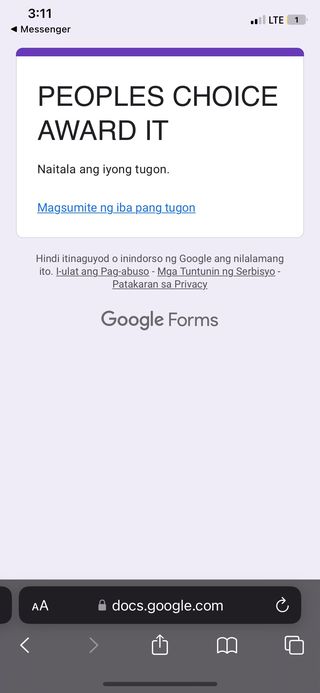 3:11
LTE
1
◀ Messenger
PEOPLES CHOICE
AWARD IT
Naitala ang iyong tugon.
Magsumite ng iba pang tugon
Hindi itinaguyod o inindorso ng Google ang nilalamang
ito. I-ulat ang Pag-abuso - Mga Tuntunin ng Serbisyo -
Patakaran sa Privacy
Google Forms
AA
docs.google.com